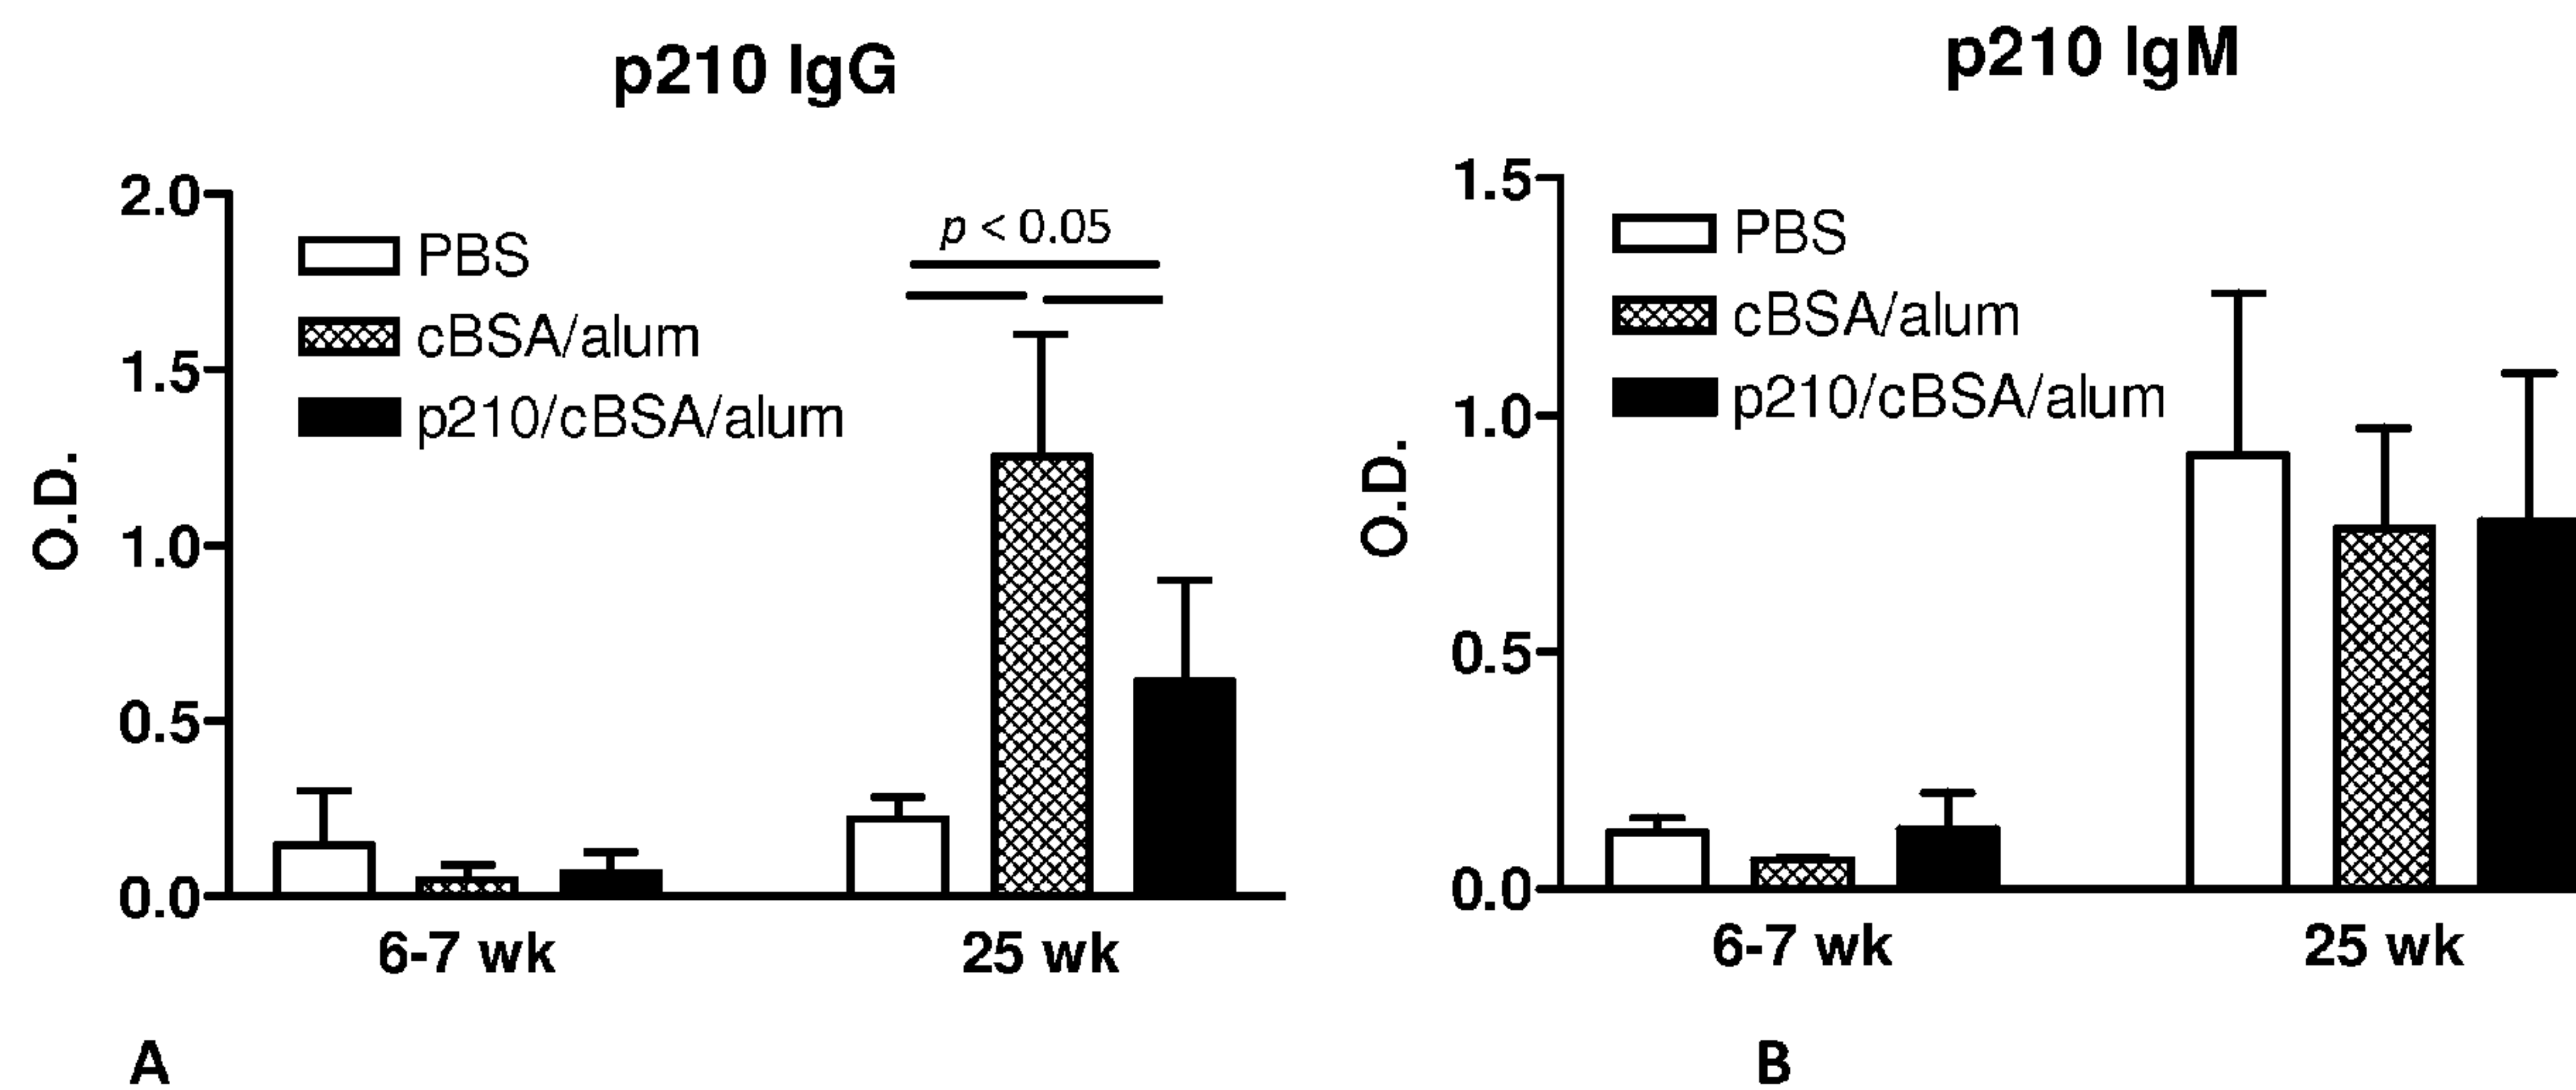 p210 IgG
2.0
1.5
1.0
0.5
0.0
O.D.
PBS
cBSA/alum
p210/cBSA/alum
p < 0.05
6-7 wk
25 wk
A
p210 IgM
1.5
1.0
0.5
0.0
O.D.
PBS
cBSA/alum
p210/cBSA/alum
6-7 wk
25 wk
B